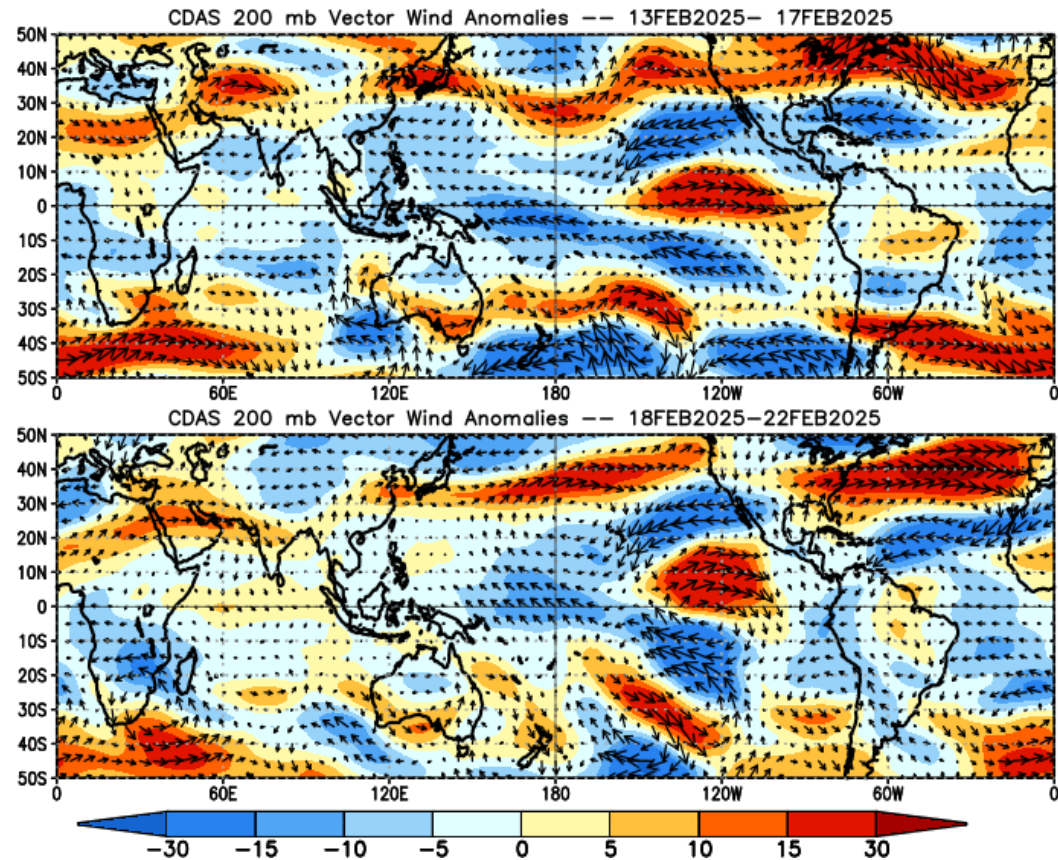 CDAS 200 mb Vector Wind Anomalies -- 13FEB2025- 17FEB2025
50N
40N
30N
20N
10N
0
10S
20S
30S
40S
50S
0 60E 120E 180 120W 60W 0
CDAS 200 mb Vector Wind Anomalies -- 18FEB2025-22FEB2025
50N
40N
30N
20N
10N
0
10S
20S
30S
40S
50S
0 60E 120E 180 120W 60W 0
-30 -15 -10 -5 0 5 10 15 30